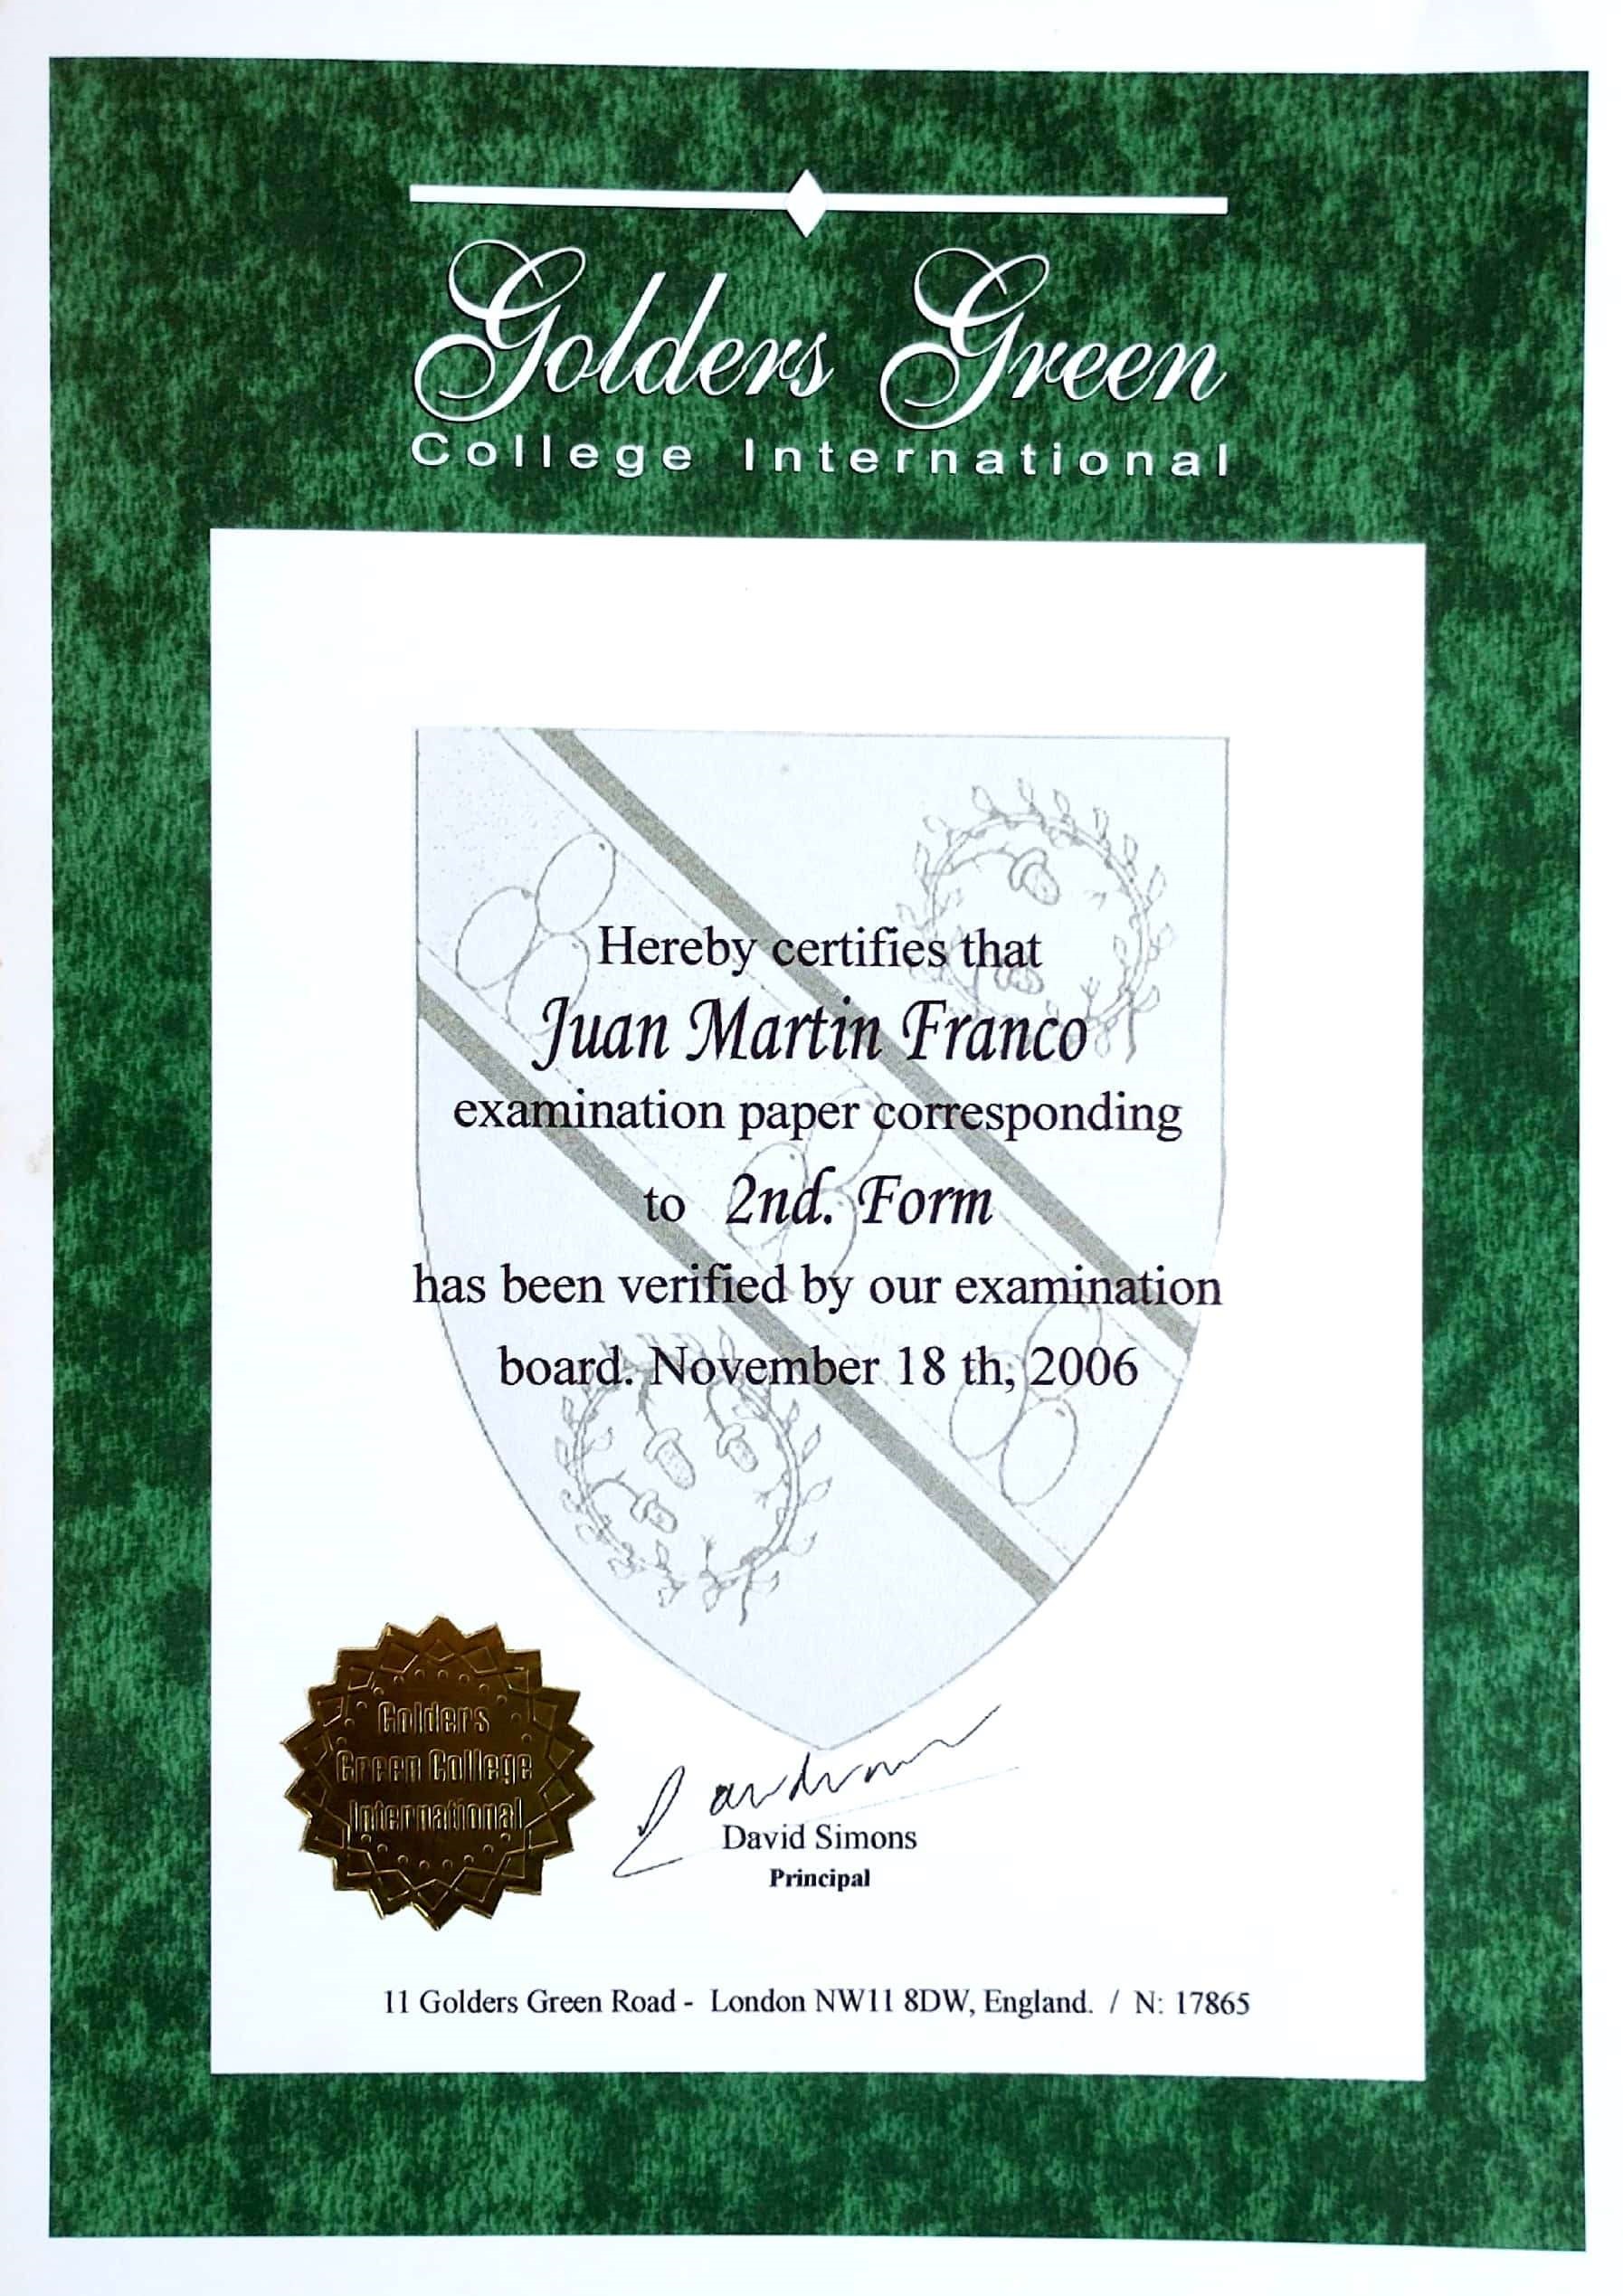 Golders Green
College International
Hereby certifies that
Juan Martin Franco
examination paper corresponding
to 2nd. Form
has been verified by our examination
board. November 18 th, 2006
Golders
Green College
International
David Simons
Principal
11 Golders Green Road - London NW11 8DW, England. / N: 17865